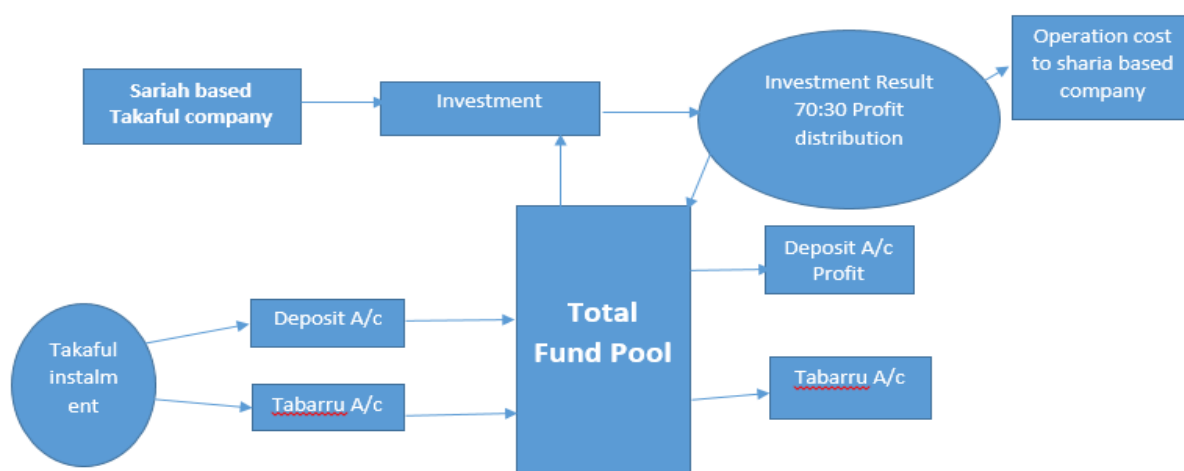 Operation cost
to sharia based
company
Sariah based
Takaful company
Investment
Investment Result
70:30 Profit
distribution
Deposit A/c
Profit
Total
Fund Pool
Deposit A/c
Takaful
instalm
ent
Tabarru A/c
Tabarru A/c